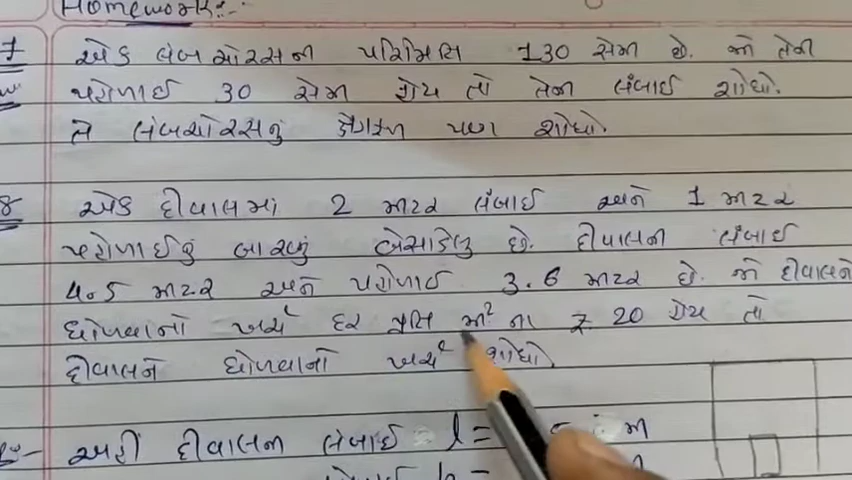 Homework:-
7 એક લંબચોરસની પરિમિતિ 130 સેમી છે. જો તેની
પહોળાઈ 30 સેમી હોય તો તેની લંબાઈ શોધો.
તે લંબચોરસનું ક્ષેત્રફળ પણ શોધો.
8 એક દીવાલમાં 2 મીટર લંબાઈ અને 1 મીટર
પહોળાઈનું બારણું બેસાડેલું છે. દીવાલની લંબાઈ
4.5 મીટર અને પહોળાઈ 3.6 મીટર છે. જો દીવાલને
ધોળવાનો ખર્ચ દર પ્રતિ મી² ના ₹ 20 હોય તો
દીવાલને ધોળવાનો ખર્ચ શોધો.
અહીં દીવાલની લંબાઈ l =